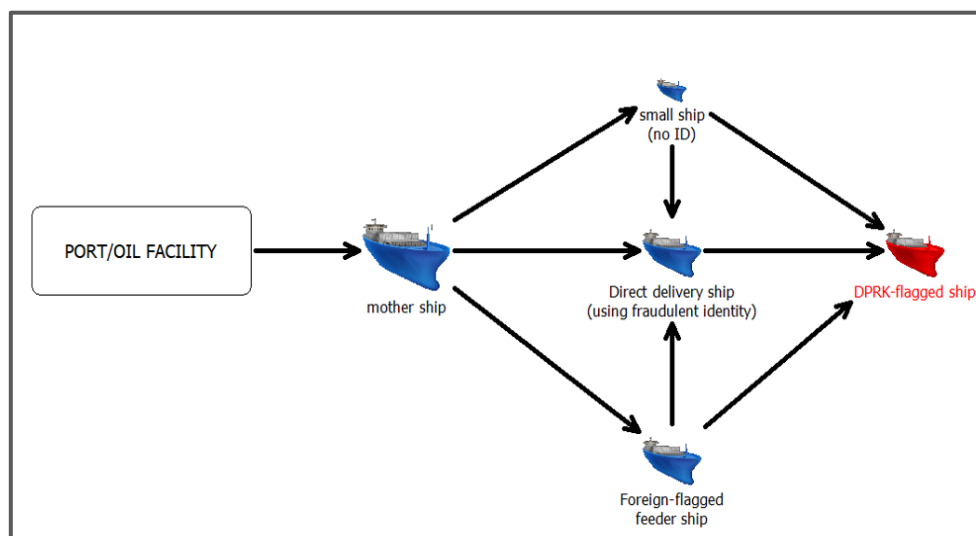 small ship
(no ID)
PORT/OIL FACILITY
mother ship
Direct delivery ship
(using fraudulent identity)
DPRK-flagged ship
Foreign-flagged
feeder ship